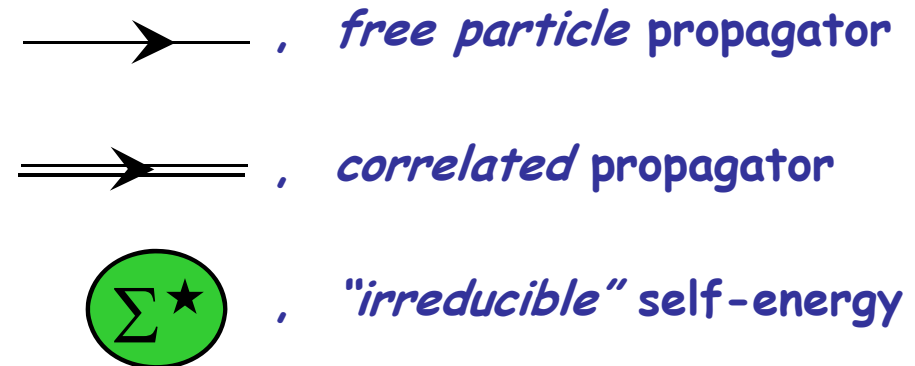 , free particle propagator
, correlated propagator
Σ★ , “irreducible” self-energy